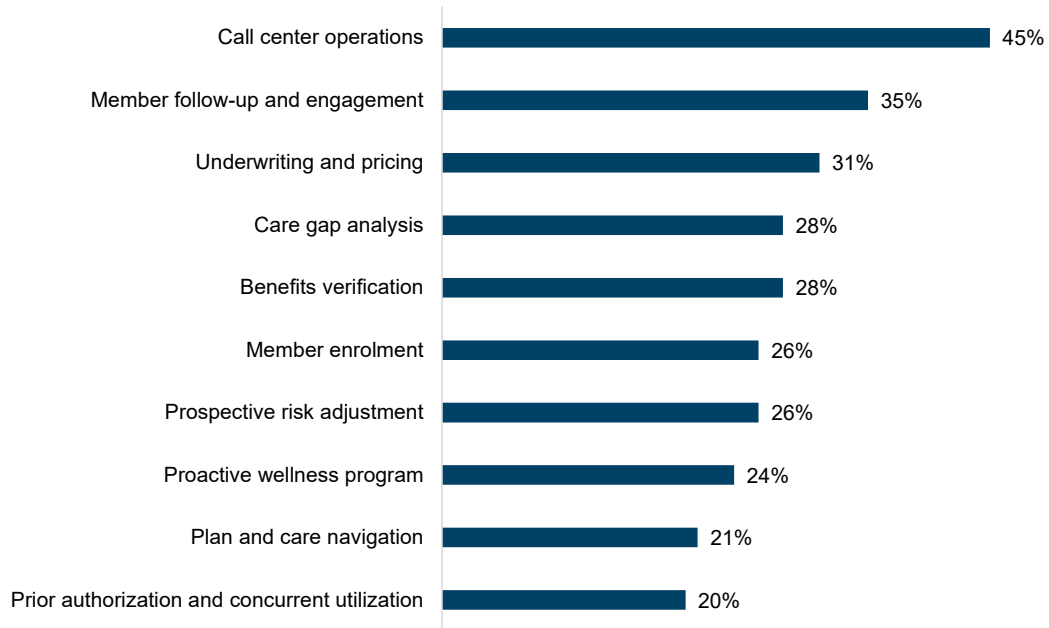 Call center operations 45%
Member follow-up and engagement 35%
Underwriting and pricing 31%
Care gap analysis 28%
Benefits verification 28%
Member enrolment 26%
Prospective risk adjustment 26%
Proactive wellness program 24%
Plan and care navigation 21%
Prior authorization and concurrent utilization 20%